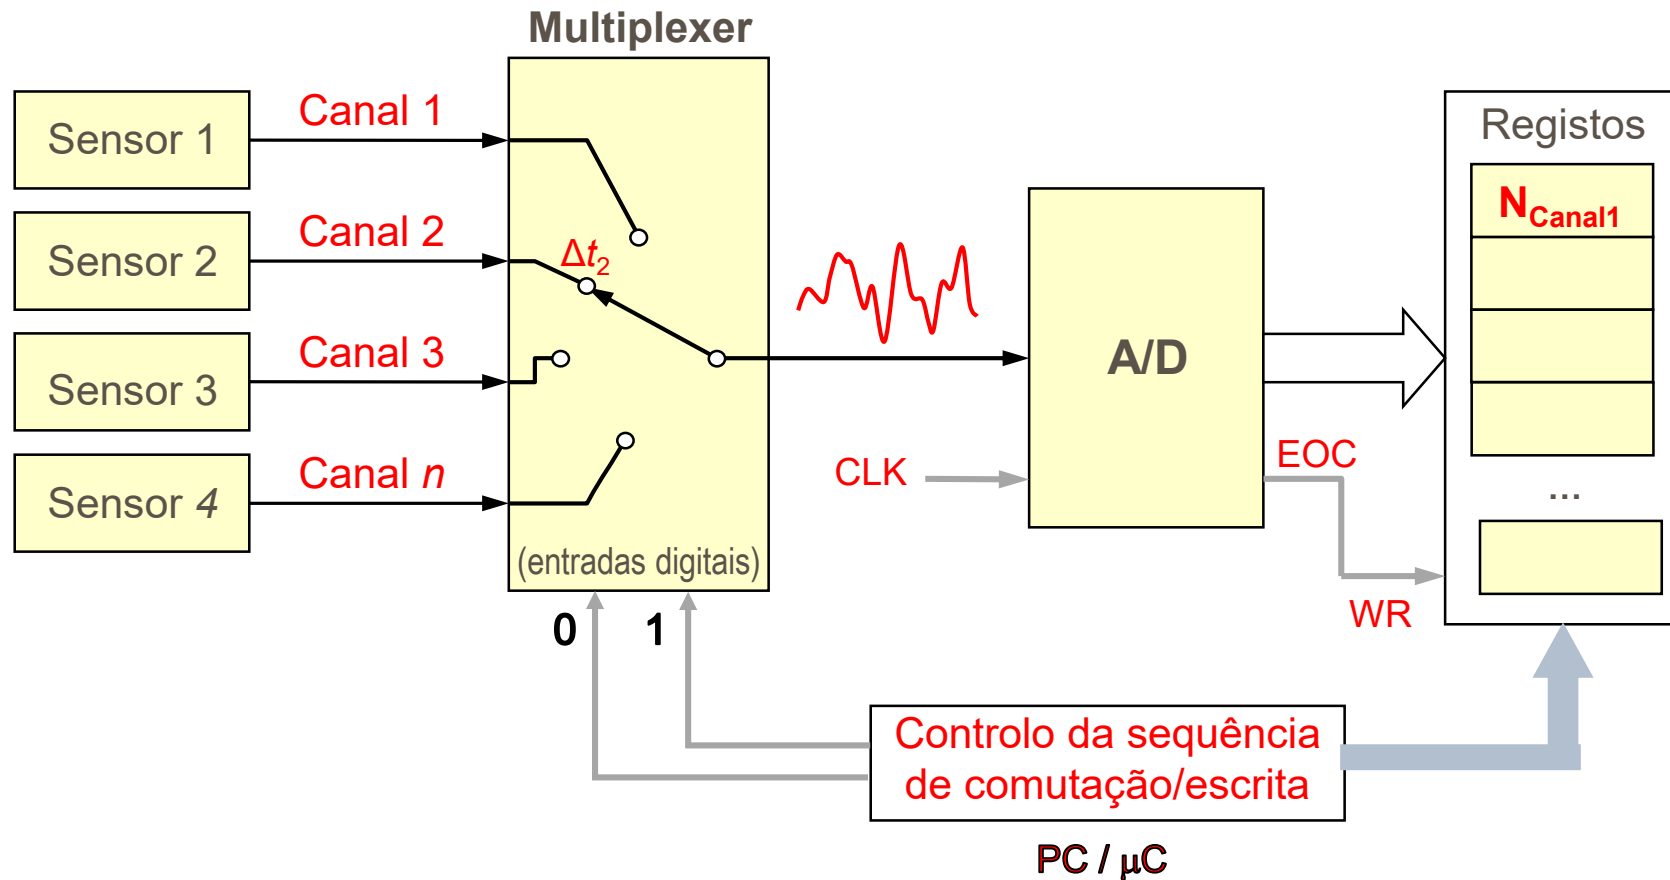 Multiplexer
Sensor 1
Canal 1
Sensor 2
Canal 2
Δt₂
Sensor 3
Canal 3
Sensor 4
Canal n
(entradas digitais)
0
1
A/D
CLK
EOC
WR
Registos
N_Canal1
...
Controlo da sequência
de comutação/escrita
PC / μC